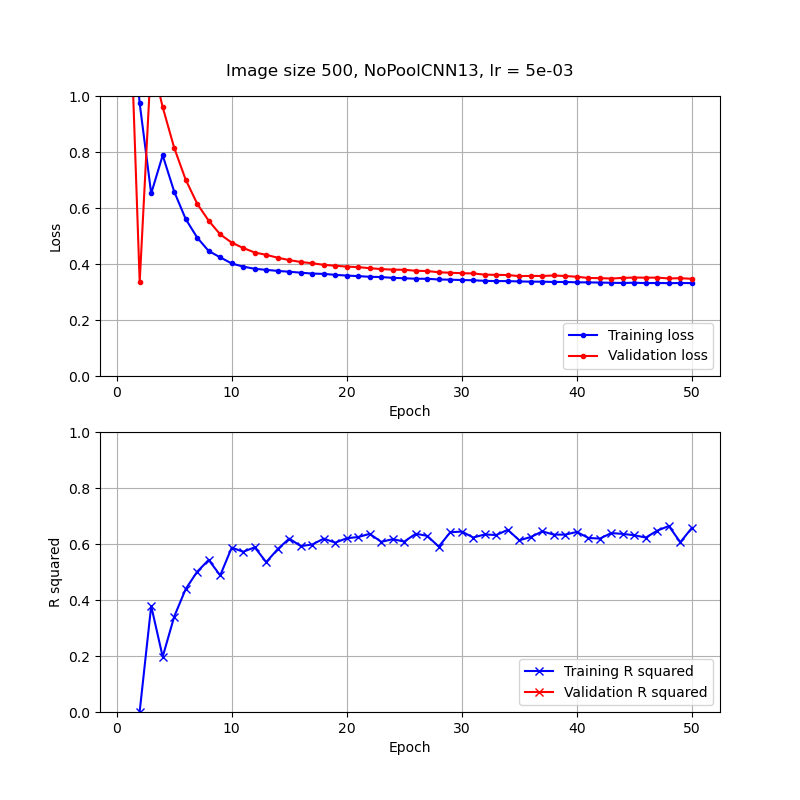 Image size 500, NoPoolCNN13, lr = 5e-03
1.0
0.8
0.6
0.4
0.2
0.0
Loss
0 10 20 30 40 50
Epoch
Training loss
Validation loss
1.0
0.8
0.6
0.4
0.2
0.0
R squared
0 10 20 30 40 50
Epoch
Training R squared
Validation R squared